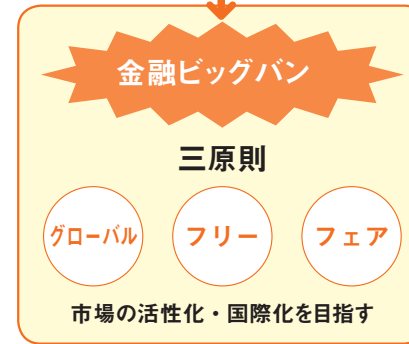 金融ビッグバン
三原則
グローバル フリー フェア
市場の活性化・国際化を目指す